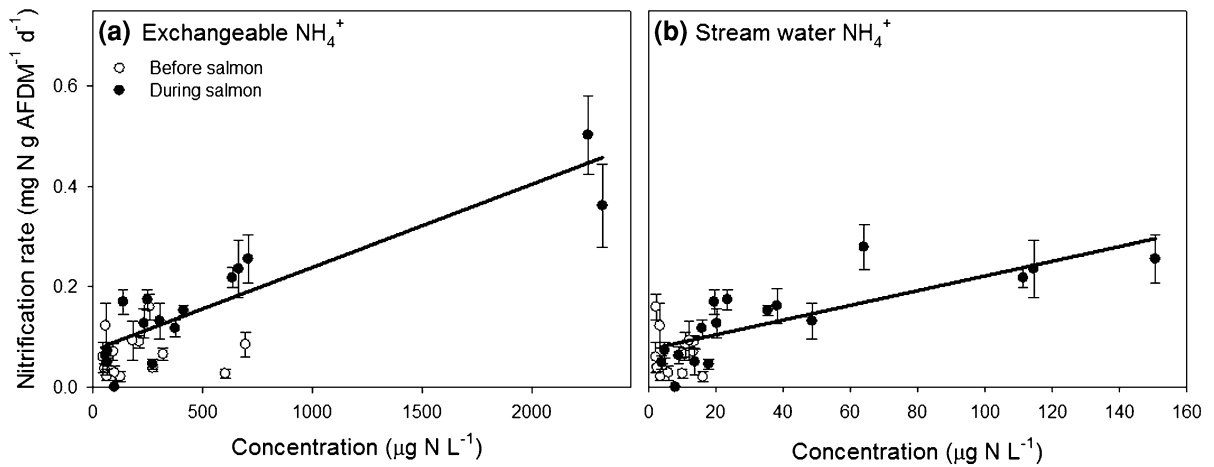 (a) Exchangeable NH₄⁺
Before salmon
During salmon
Nitrification rate (mg N g AFDM⁻¹ d⁻¹)
0.6
0.4
0.2
0.0
0 500 1000 1500 2000
Concentration (µg N L⁻¹)
(b) Stream water NH₄⁺
0 20 40 60 80 100 120 140 160
Concentration (µg N L⁻¹)